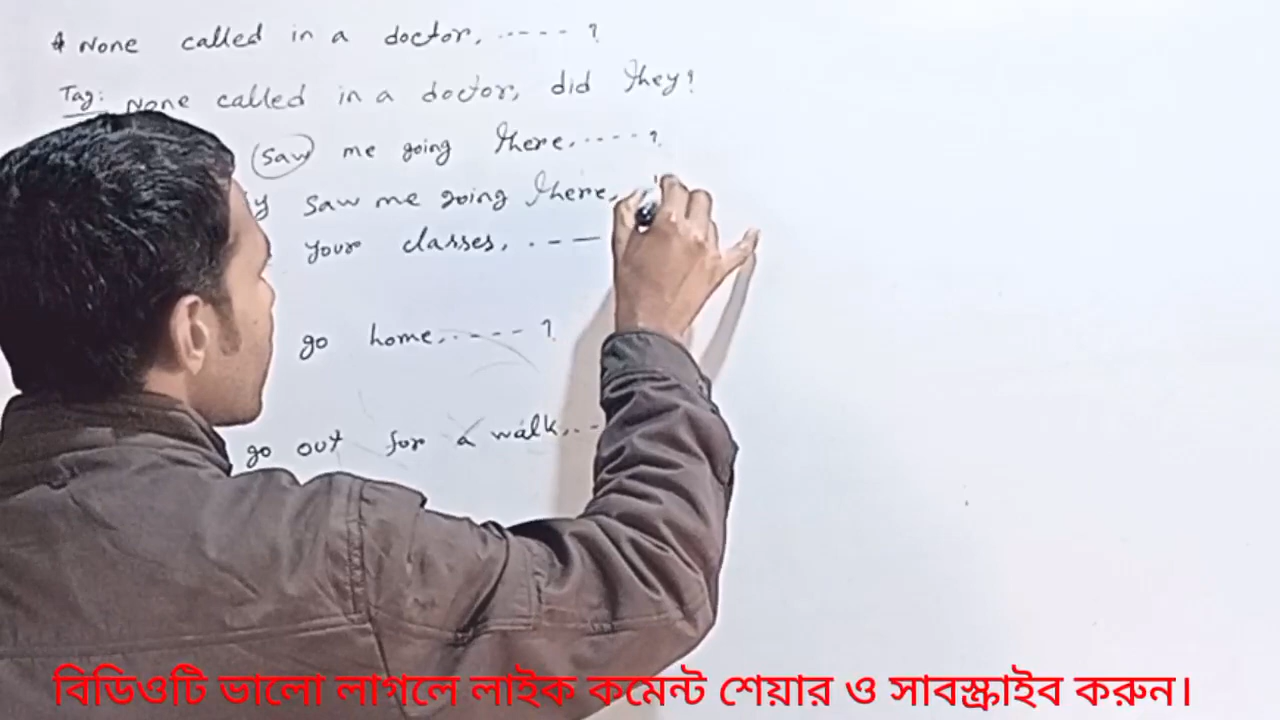 None called in a doctor, ----- ?
Tag: None called in a doctor, did they?
saw me going there, ---- ?
saw me going there,
your classes, ---
go home, ---- ?
go out for a walk, --
বিডিওটি ভালো লাগলে লাইক কমেন্ট শেয়ার ও সাবস্ক্রাইব করুন।